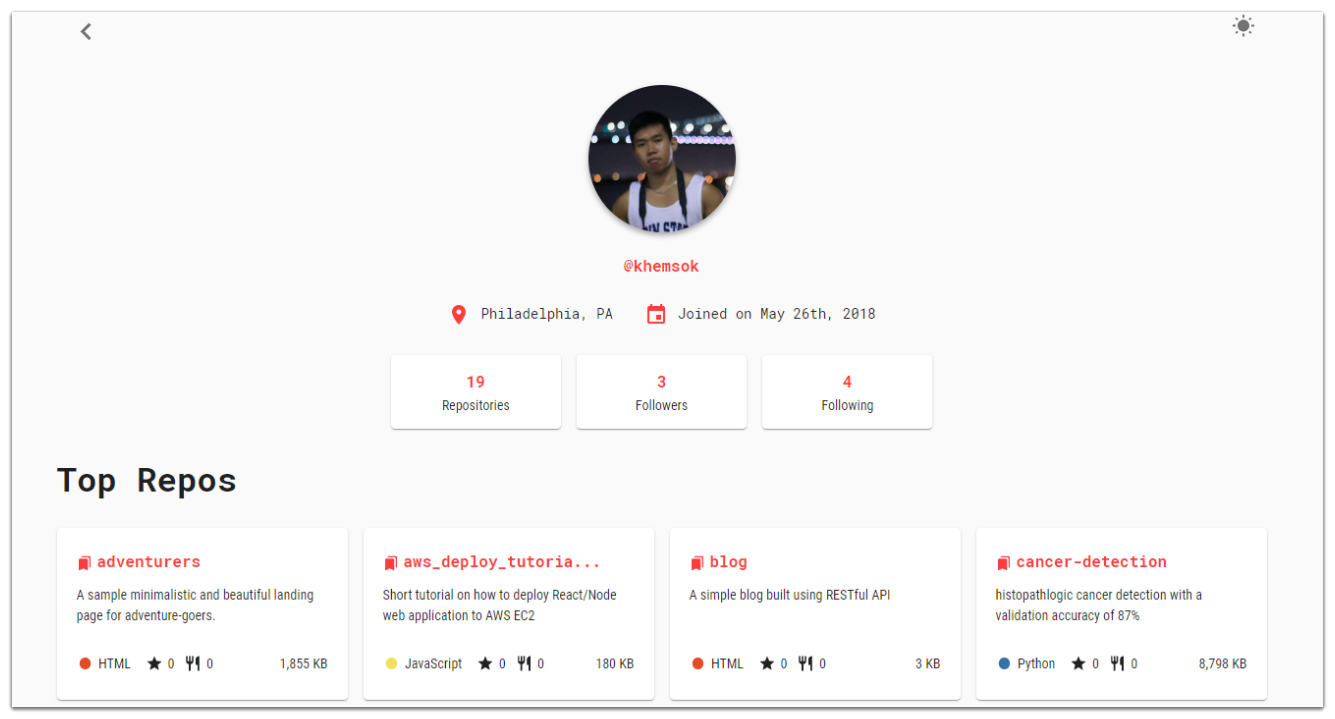 @khemsok
Philadelphia, PA Joined on May 26th, 2018
19 3 4
Repositories Followers Following
Top Repos
adventurers
A sample minimalistic and beautiful landing
page for adventure-goers.
HTML 0 0 1,855 KB
aws_deploy_tutoria...
Short tutorial on how to deploy React/Node
web application to AWS EC2
JavaScript 0 0 180 KB
blog
A simple blog built using RESTful API
HTML 0 0 3 KB
cancer-detection
histopathlogic cancer detection with a
validation accuracy of 87%
Python 0 0 8,798 KB